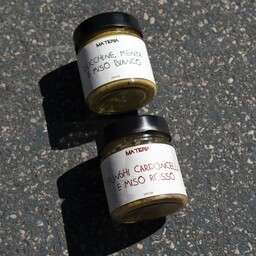 MATERIA
ZUCCHINE, MENTA
E MISO BIANCO
MATERIA
FUNGHI CARDONCELLI
E MISO ROSSO